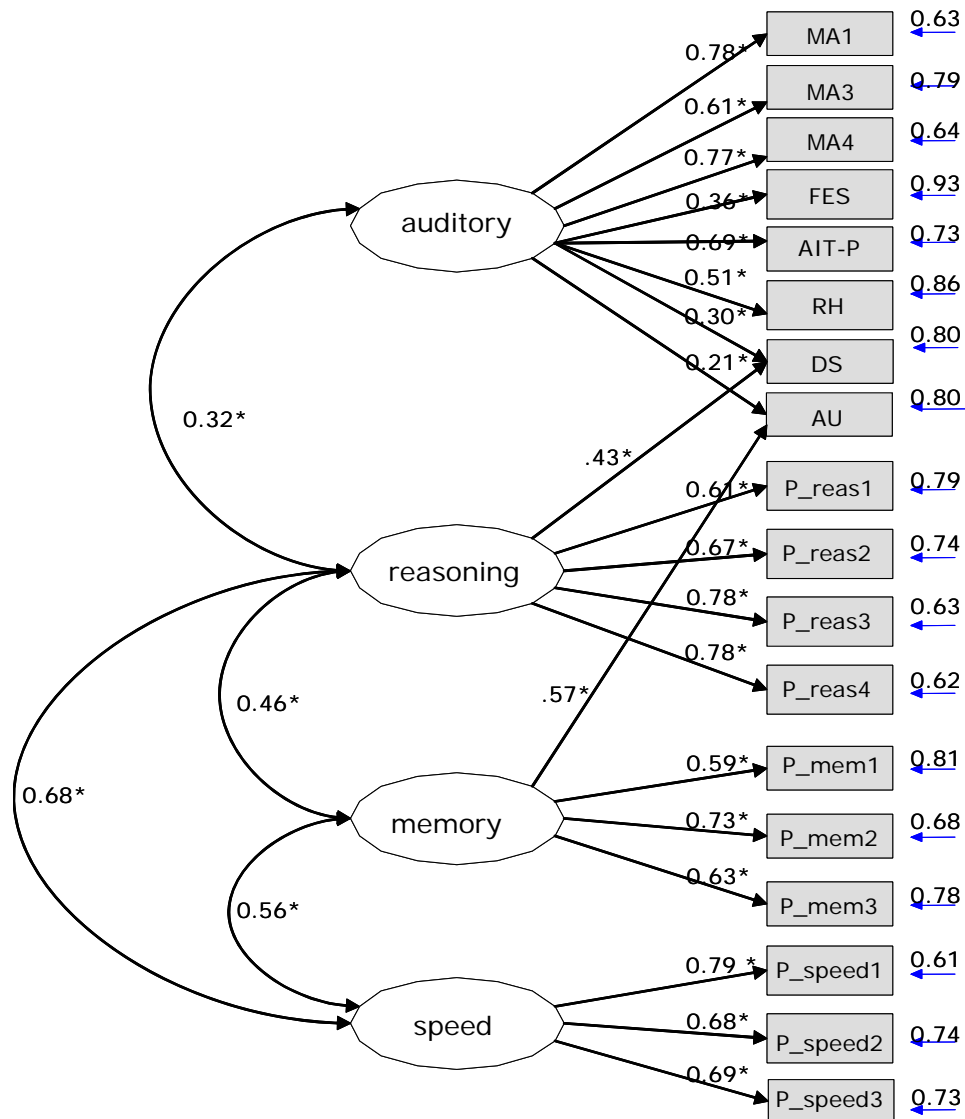 0.63
MA1
0.78*
0.79
MA3
0.61*
0.64
MA4
0.77*
0.93
FES
0.36*
auditory
0.73
AIT-P
0.69*
0.86
RH
0.51*
0.80
DS
0.30*
0.21*
0.80
AU
0.32*
.43*
0.79
P_reas1
0.61*
0.74
P_reas2
0.67*
reasoning
0.63
P_reas3
0.78*
0.62
P_reas4
0.78*
0.46*
.57*
0.81
P_mem1
0.59*
0.68*
0.68
P_mem2
0.73*
memory
0.78
P_mem3
0.63*
0.56*
0.61
P_speed1
0.79 *
0.74
P_speed2
0.68*
speed
0.73
P_speed3
0.69*